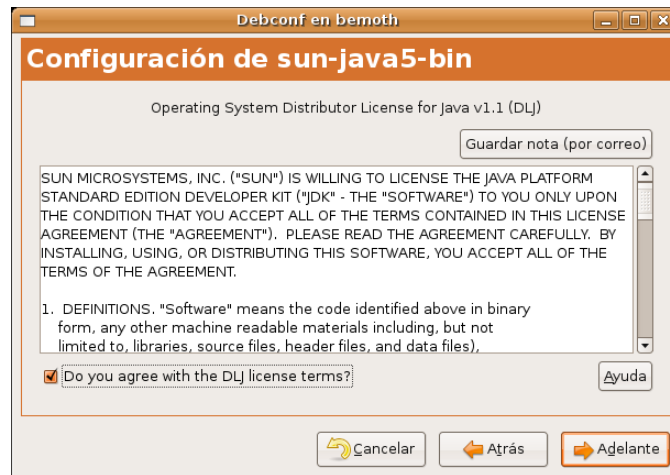 Debconf en bemoth
Configuración de sun-java5-bin
Operating System Distributor License for Java v1.1 (DLJ)
Guardar nota (por correo)
SUN MICROSYSTEMS, INC. ("SUN") IS WILLING TO LICENSE THE JAVA PLATFORM
STANDARD EDITION DEVELOPER KIT ("JDK" - THE "SOFTWARE") TO YOU ONLY UPON
THE CONDITION THAT YOU ACCEPT ALL OF THE TERMS CONTAINED IN THIS LICENSE
AGREEMENT (THE "AGREEMENT").  PLEASE READ THE AGREEMENT CAREFULLY.  BY
INSTALLING, USING, OR DISTRIBUTING THIS SOFTWARE, YOU ACCEPT ALL OF THE
TERMS OF THE AGREEMENT.
1.  DEFINITIONS. "Software" means the code identified above in binary
form, any other machine readable materials including, but not
limited to, libraries, source files, header files, and data files),
Do you agree with the DLJ license terms?
Ayuda
Cancelar
Atrás
Adelante